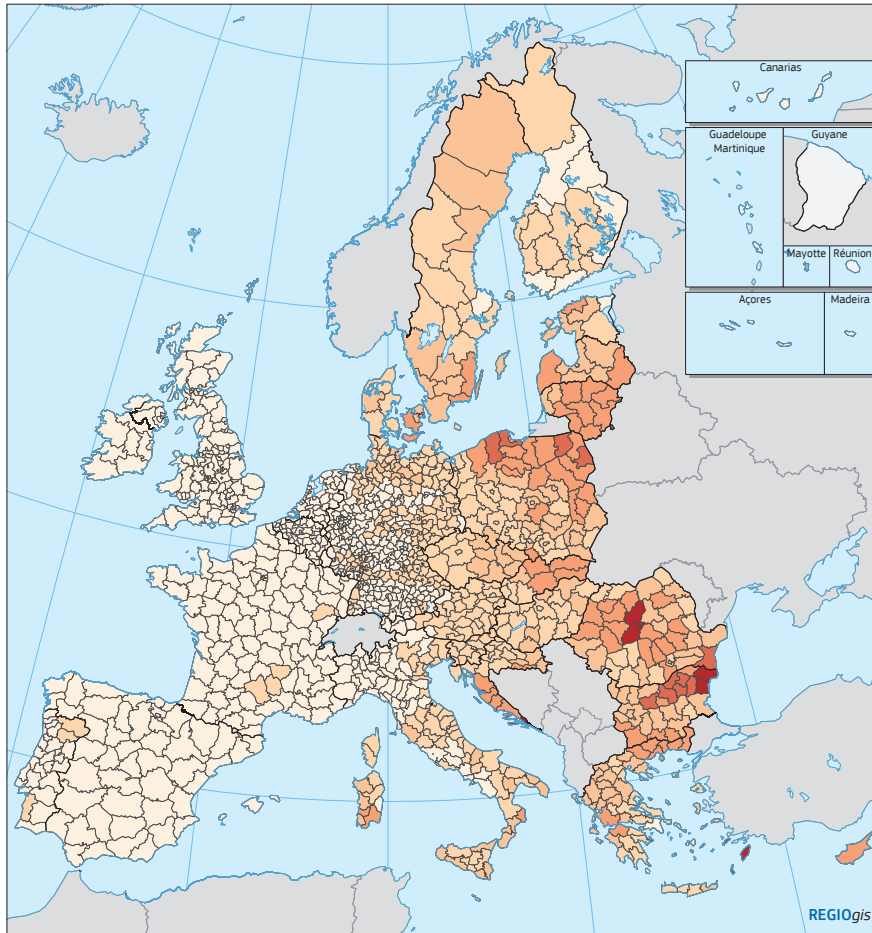 Canarias
Guadeloupe
Martinique
Guyane
Mayotte
Réunion
Açores
Madeira
REGIOgis